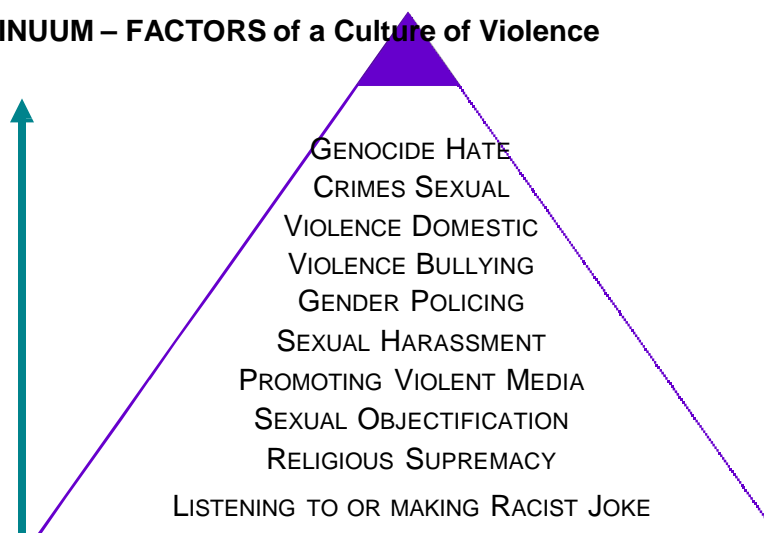 INUUM – FACTORS of a Culture of Violence
GENOCIDE HATE
CRIMES SEXUAL
VIOLENCE DOMESTIC
VIOLENCE BULLYING
GENDER POLICING
SEXUAL HARASSMENT
PROMOTING VIOLENT MEDIA
SEXUAL OBJECTIFICATION
RELIGIOUS SUPREMACY
LISTENING TO OR MAKING RACIST JOKE